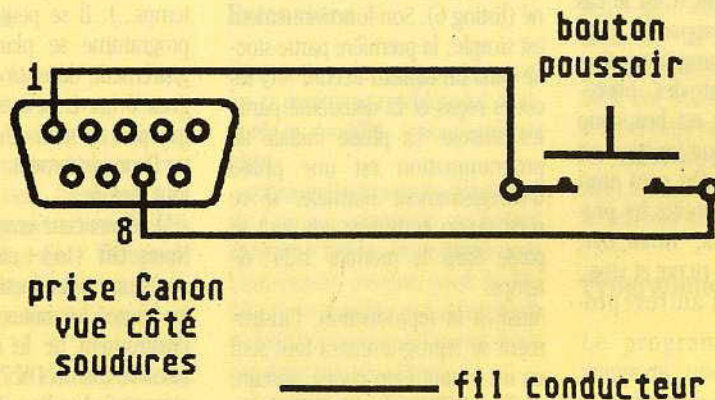 bouton
poussoir
1
8
prise Canon
vue côté
soudures
fil conducteur